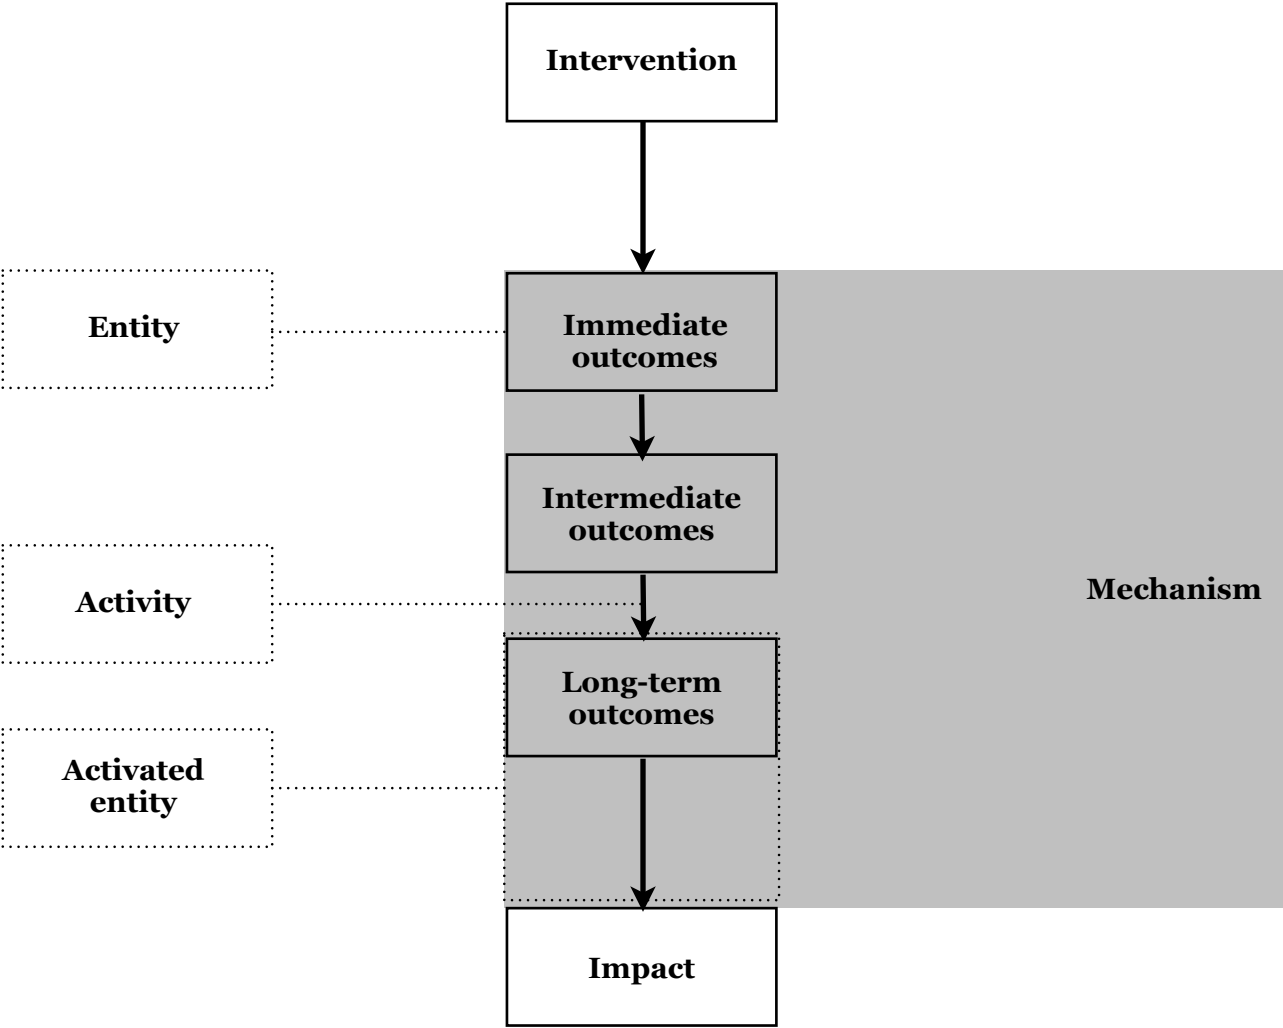 Intervention
Entity
Immediate
outcomes
Intermediate
outcomes
Mechanism
Activity
Long-term
outcomes
Activated
entity
Impact